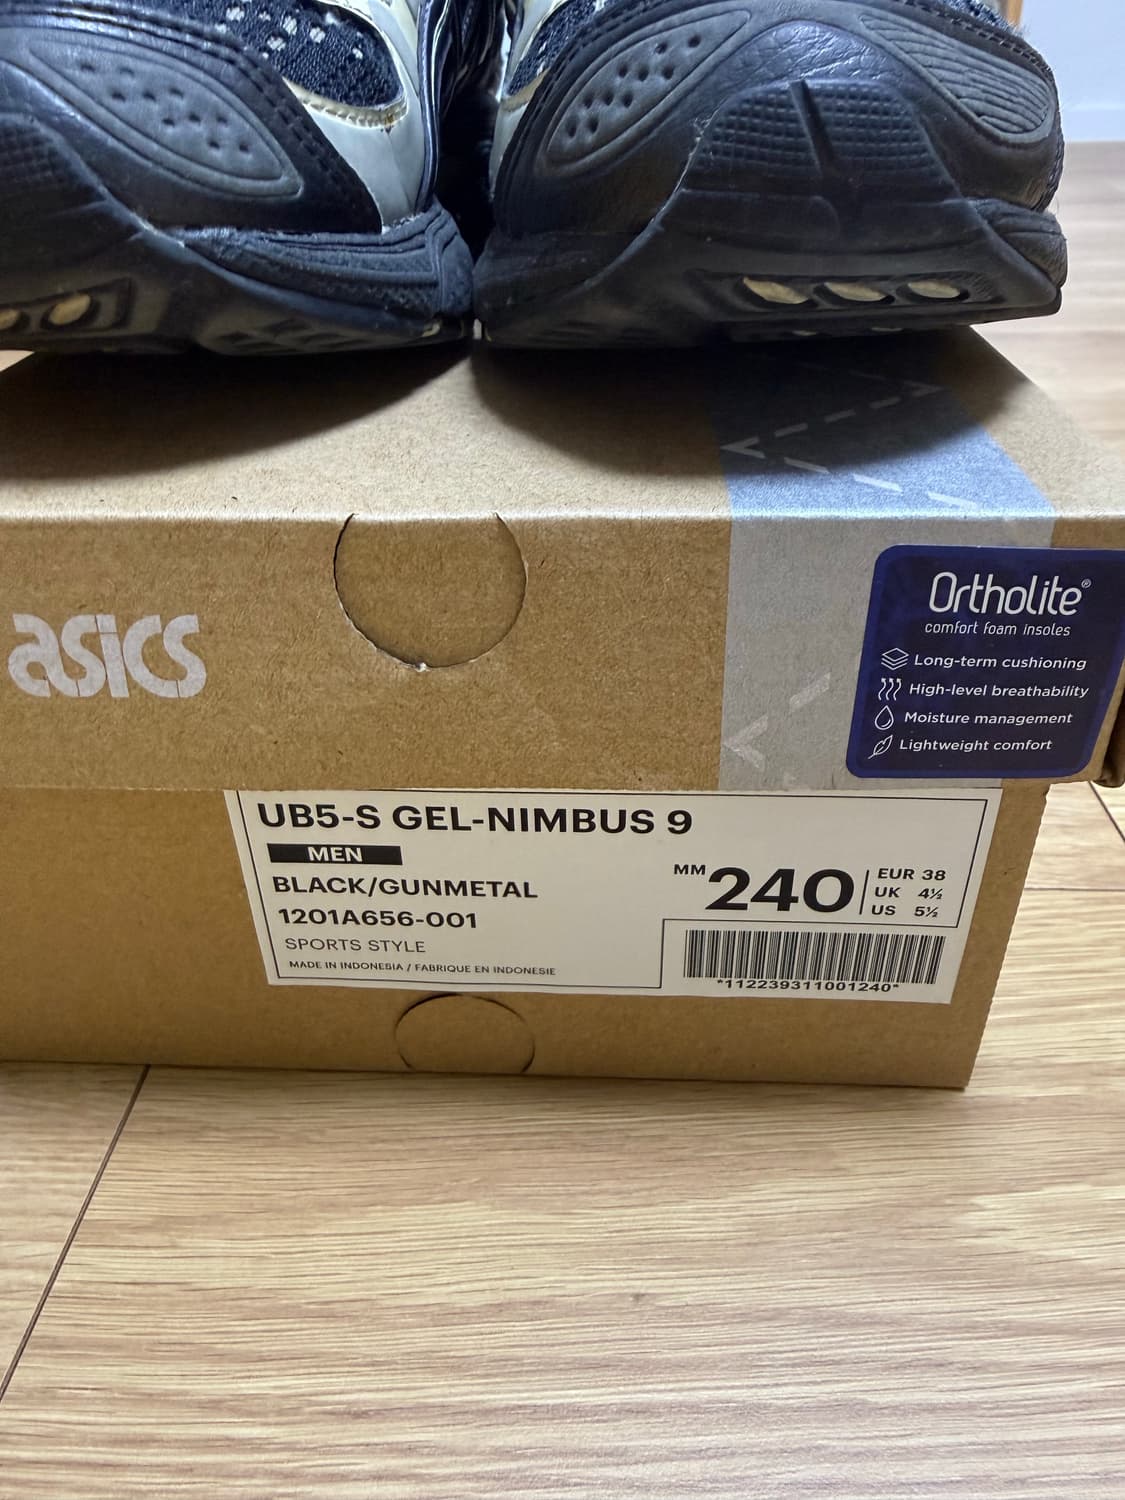 asics
Ortholite®
comfort foam insoles
Long-term cushioning
High-level breathability
Moisture management
Lightweight comfort
UB5-S GEL-NIMBUS 9
MEN
BLACK/GUNMETAL
1201A656-001
SPORTS STYLE
MADE IN INDONESIA / FABRIQUE EN INDONESIE
MM 240
EUR 38
UK 4½
US 5½
*112239311001240*